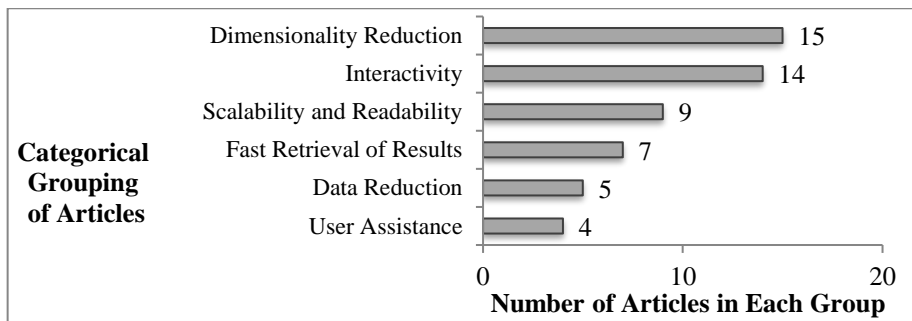 Dimensionality Reduction 15
Interactivity 14
Scalability and Readability 9
Fast Retrieval of Results 7
Data Reduction 5
User Assistance 4
Categorical
Grouping
of Articles
0 10 20
Number of Articles in Each Group